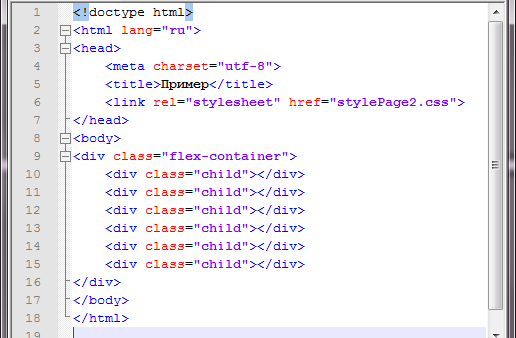 1 <!doctype html>
2 <html lang="ru">
3 <head>
4 <meta charset="utf-8">
5 <title>Пример</title>
6 <link rel="stylesheet" href="stylePage2.css">
7 </head>
8 <body>
9 <div class="flex-container">
10 <div class="child"></div>
11 <div class="child"></div>
12 <div class="child"></div>
13 <div class="child"></div>
14 <div class="child"></div>
15 <div class="child"></div>
16 </div>
17 </body>
18 </html>
19